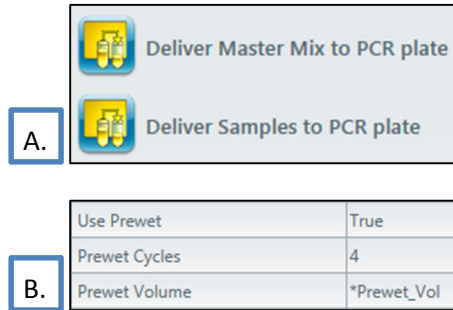 Deliver Master Mix to PCR plate
Deliver Samples to PCR plate
A.
Use Prewet True
Prewet Cycles 4
Prewet Volume *Prewet_Vol
B.